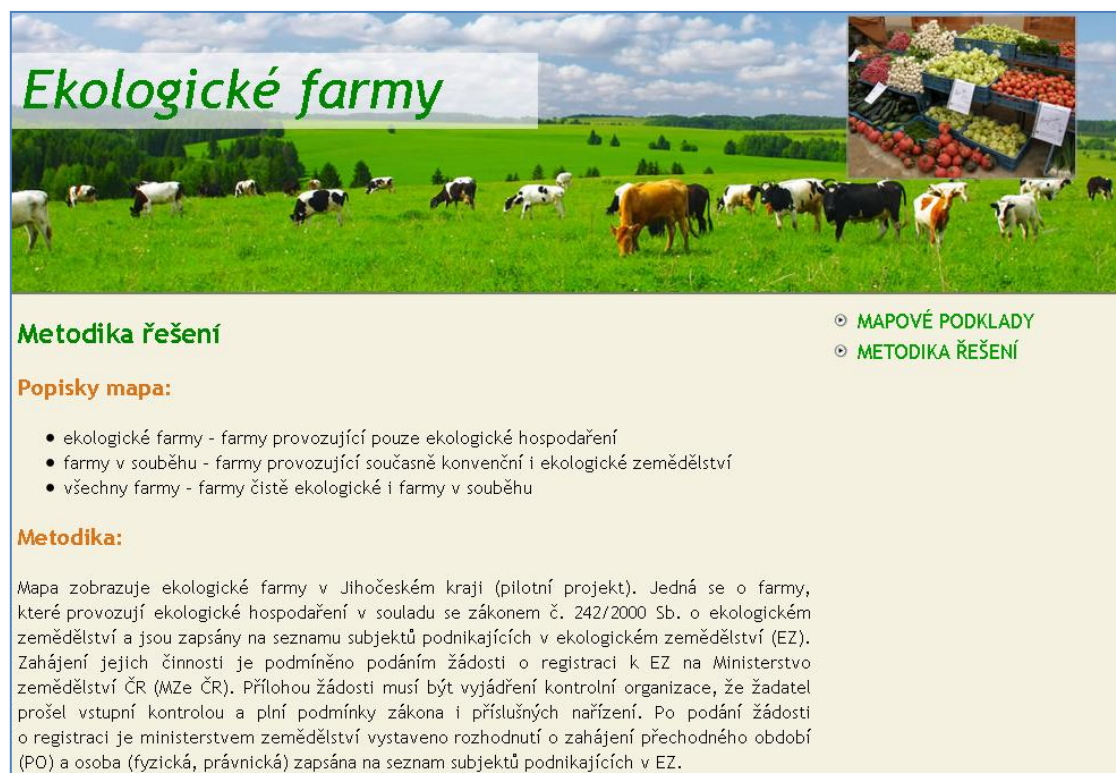 Ekologické farmy
MAPOVÉ PODKLADY
METODIKA ŘEŠENÍ
Metodika řešení
Popisky mapa:
ekologické farmy - farmy provozující pouze ekologické hospodaření
farmy v souběhu - farmy provozující současně konvenční i ekologické zemědělství
všechny farmy - farmy čistě ekologické i farmy v souběhu
Metodika:
Mapa zobrazuje ekologické farmy v Jihočeském kraji (pilotní projekt). Jedná se o farmy,
které provozují ekologické hospodaření v souladu se zákonem č. 242/2000 Sb. o ekologickém
zemědělství a jsou zapsány na seznamu subjektů podnikajících v ekologickém zemědělství (EZ).
Zahájení jejich činnosti je podmíněno podáním žádosti o registraci k EZ na Ministerstvo
zemědělství ČR (MZe ČR). Přílohou žádosti musí být vyjádření kontrolní organizace, že žadatel
prošel vstupní kontrolou a plní podmínky zákona i příslušných nařízení. Po podání žádosti
o registraci je ministerstvem zemědělství vystaveno rozhodnutí o zahájení přechodného období
(PO) a osoba (fyzická, právnická) zapsána na seznam subjektů podnikajících v EZ.